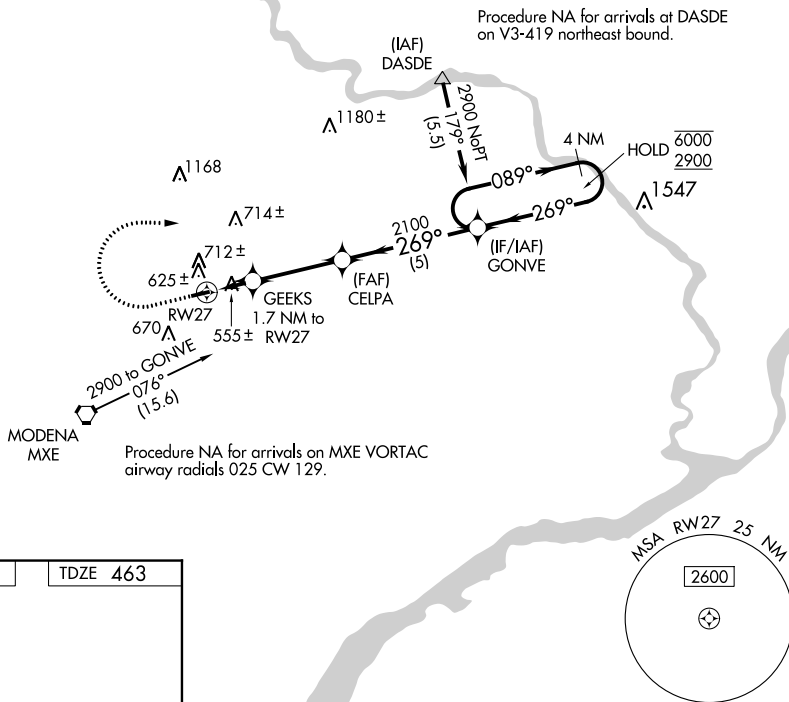 Procedure NA for arrivals at DASDE
on V3-419 northeast bound.
(IAF)
DASDE
2900 NoPT
179°
(5.5)
1180±
4 NM
HOLD
6000
2900
1168
089°
1547
714±
269°
2100
269°
(5)
(IF/IAF)
GONVE
712±
625±
(FAF)
CELPA
GEEKS
1.7 NM to
RW27
RW27
555±
670
2900 to GONVE
076°
(15.6)
MODENA
MXE
Procedure NA for arrivals on MXE VORTAC
airway radials 025 CW 129.
MSA RW27 25 NM
2600
TDZE 463